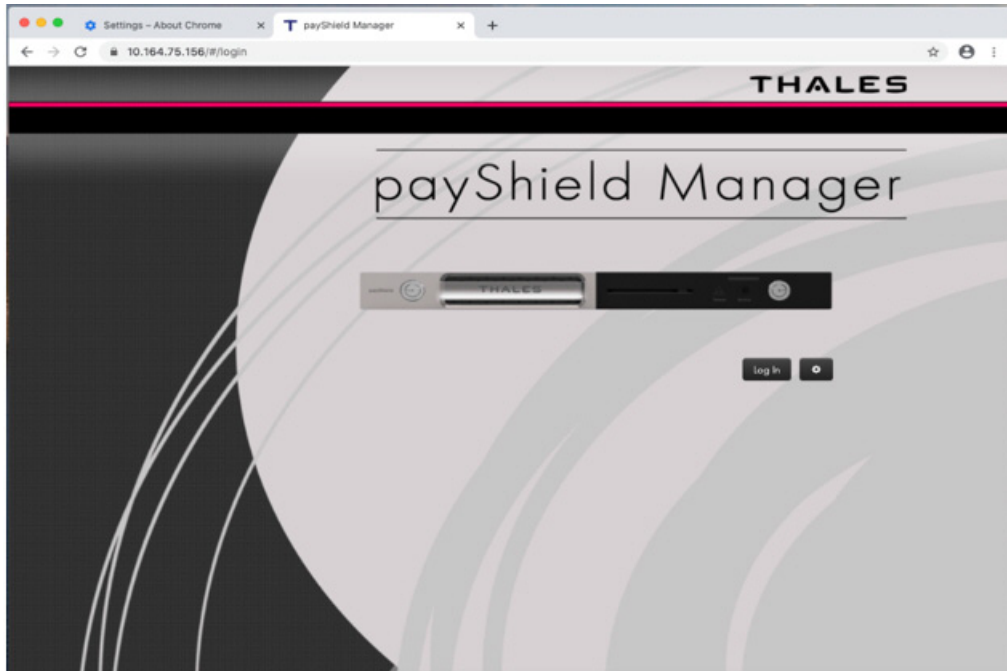 Settings – About Chrome
payShield Manager
10.164.75.156/#/login
THALES
payShield Manager
THALES
Log In